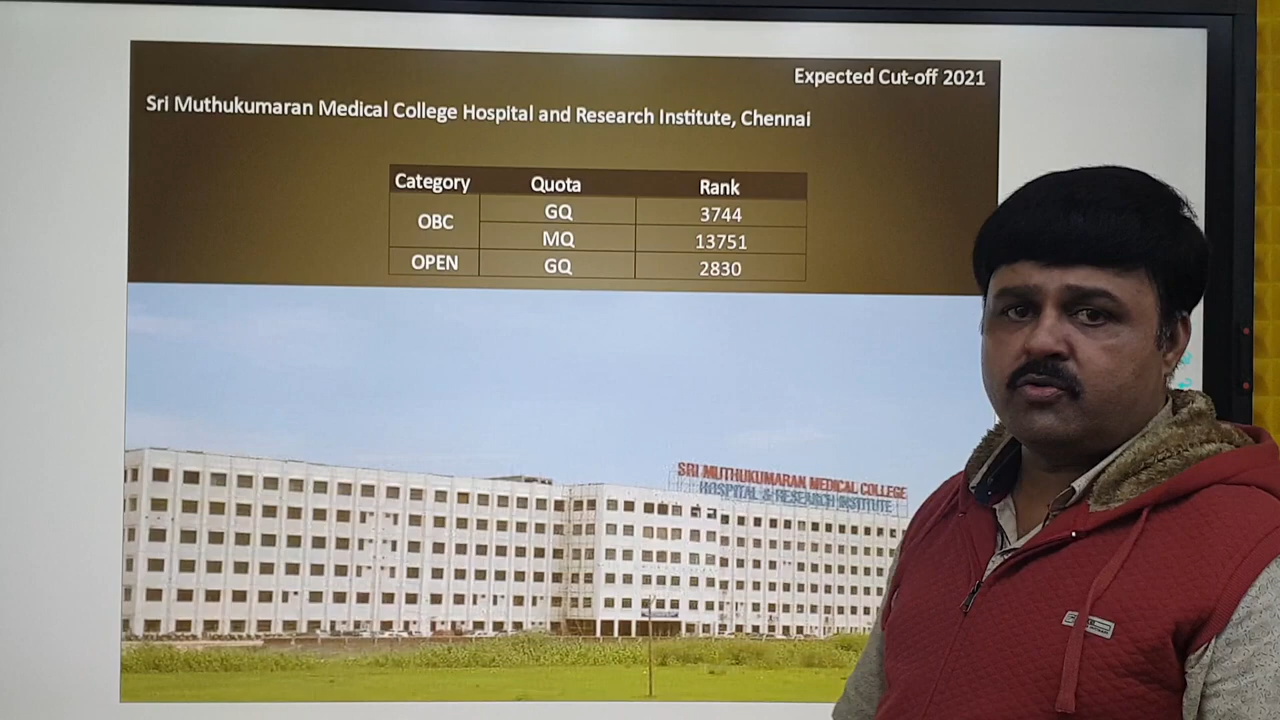 Expected Cut-off 2021
Sri Muthukumaran Medical College Hospital and Research Institute, Chennai
Category Quota Rank
OBC GQ 3744
MQ 13751
OPEN GQ 2830
SRI MUTHUKUMARAN MEDICAL COLLEGE
HOSPITAL & RESEARCH INSTITUTE